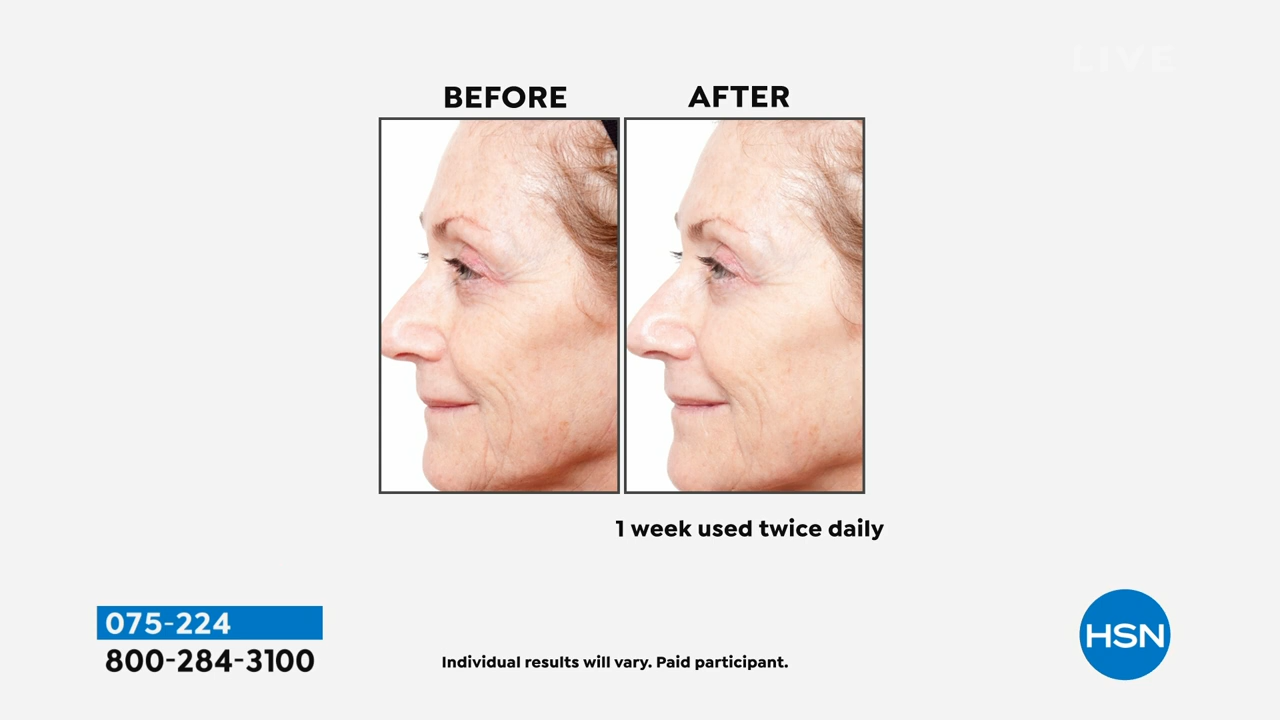 LIVE
BEFORE
AFTER
1 week used twice daily
075-224
800-284-3100
Individual results will vary. Paid participant.
HSN